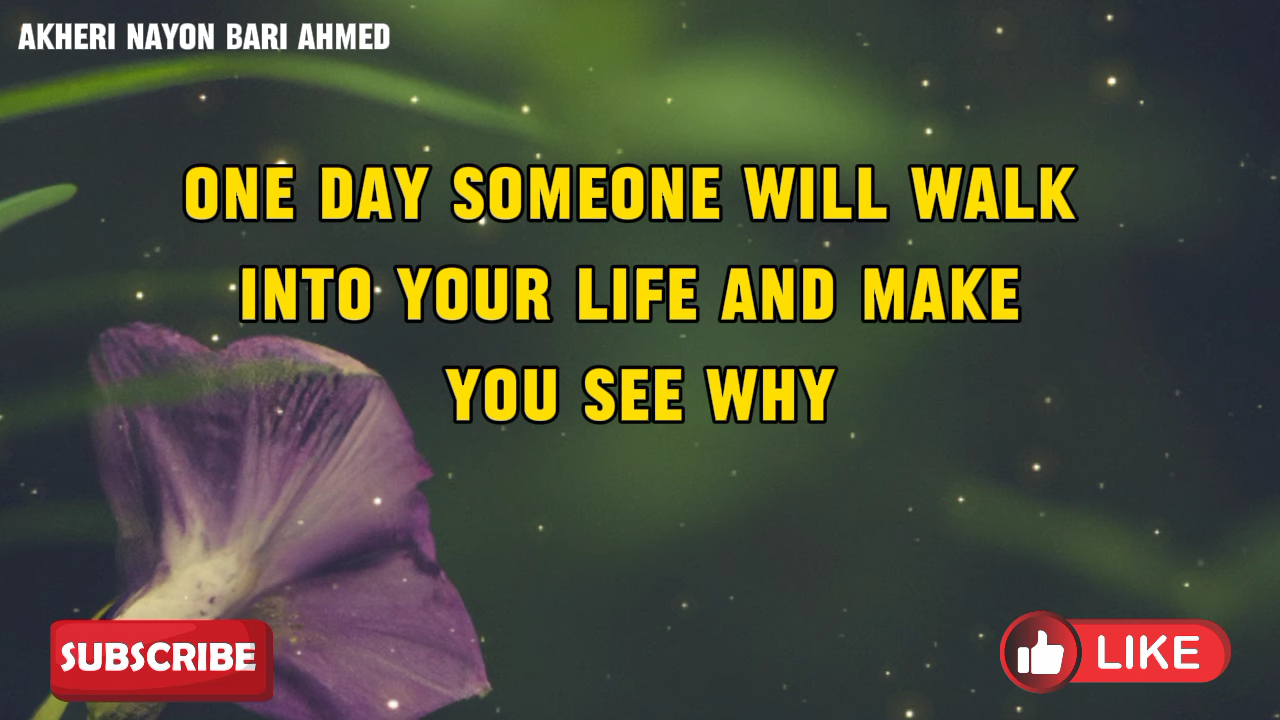 AKHERI NAYON BARI AHMED
ONE DAY SOMEONE WILL WALK
INTO YOUR LIFE AND MAKE
YOU SEE WHY
SUBSCRIBE
LIKE